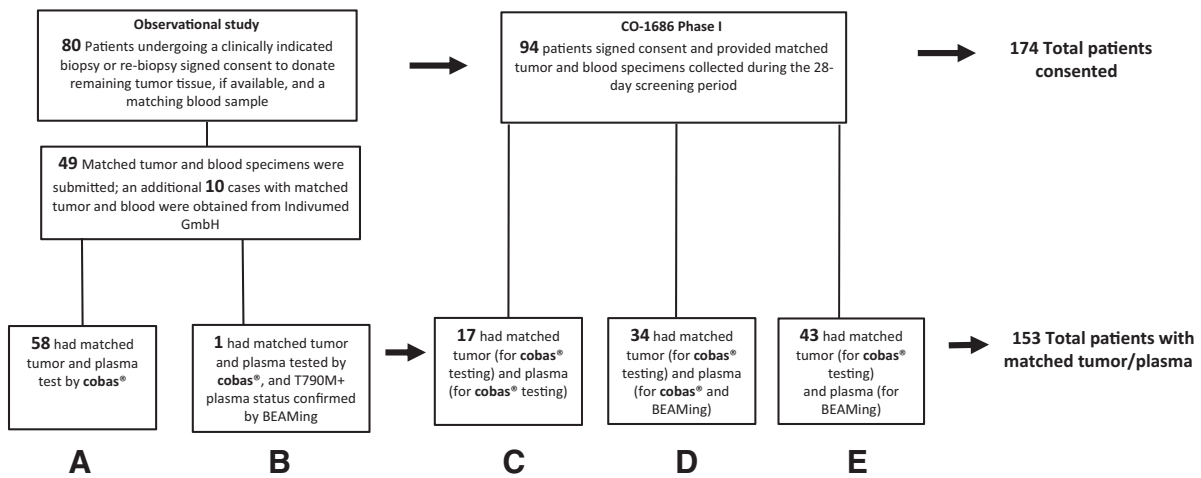 Observational study
80 Patients undergoing a clinically indicated
biopsy or re-biopsy signed consent to donate
remaining tumor tissue, if available, and a
matching blood sample
CO-1686 Phase I
94 patients signed consent and provided matched
tumor and blood specimens collected during the 28-
day screening period
174 Total patients
consented
49 Matched tumor and blood specimens were
submitted; an additional 10 cases with matched
tumor and blood were obtained from Indivumed
GmbH
58 had matched
tumor and plasma
test by cobas®
1 had matched tumor
and plasma tested by
cobas®, and T790M+
plasma status confirmed
by BEAMing
17 had matched
tumor (for cobas®
testing) and plasma
(for cobas® testing)
34 had matched
tumor (for cobas®
testing) and plasma
(for cobas® and
BEAMing)
43 had matched
tumor (for cobas®
testing)
and plasma (for
BEAMing)
153 Total patients with
matched tumor/plasma
A
B
C
D
E